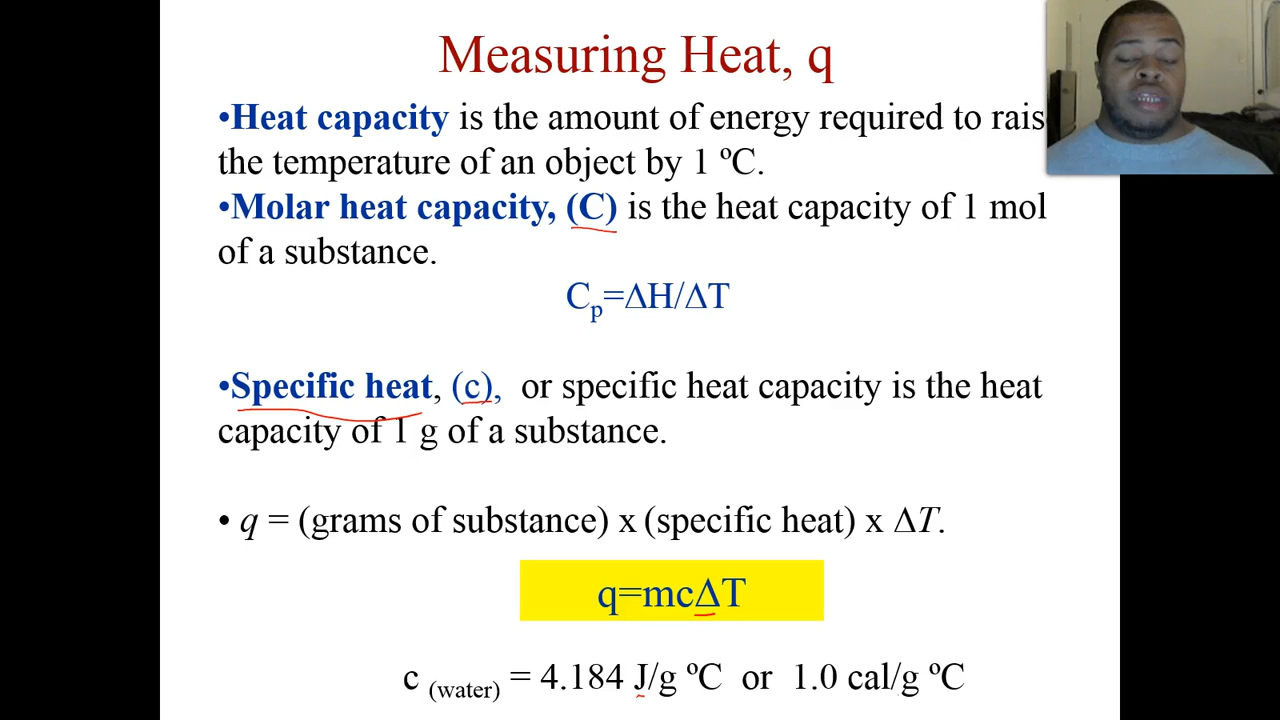 Measuring Heat, q
•Heat capacity is the amount of energy required to rais
the temperature of an object by 1 ºC.
•Molar heat capacity, (C) is the heat capacity of 1 mol
of a substance.
Cp=ΔH/ΔT
•Specific heat, (c), or specific heat capacity is the heat
capacity of 1 g of a substance.
• q = (grams of substance) x (specific heat) x ΔT.
q=mcΔT
c (water) = 4.184 J/g ºC or 1.0 cal/g ºC